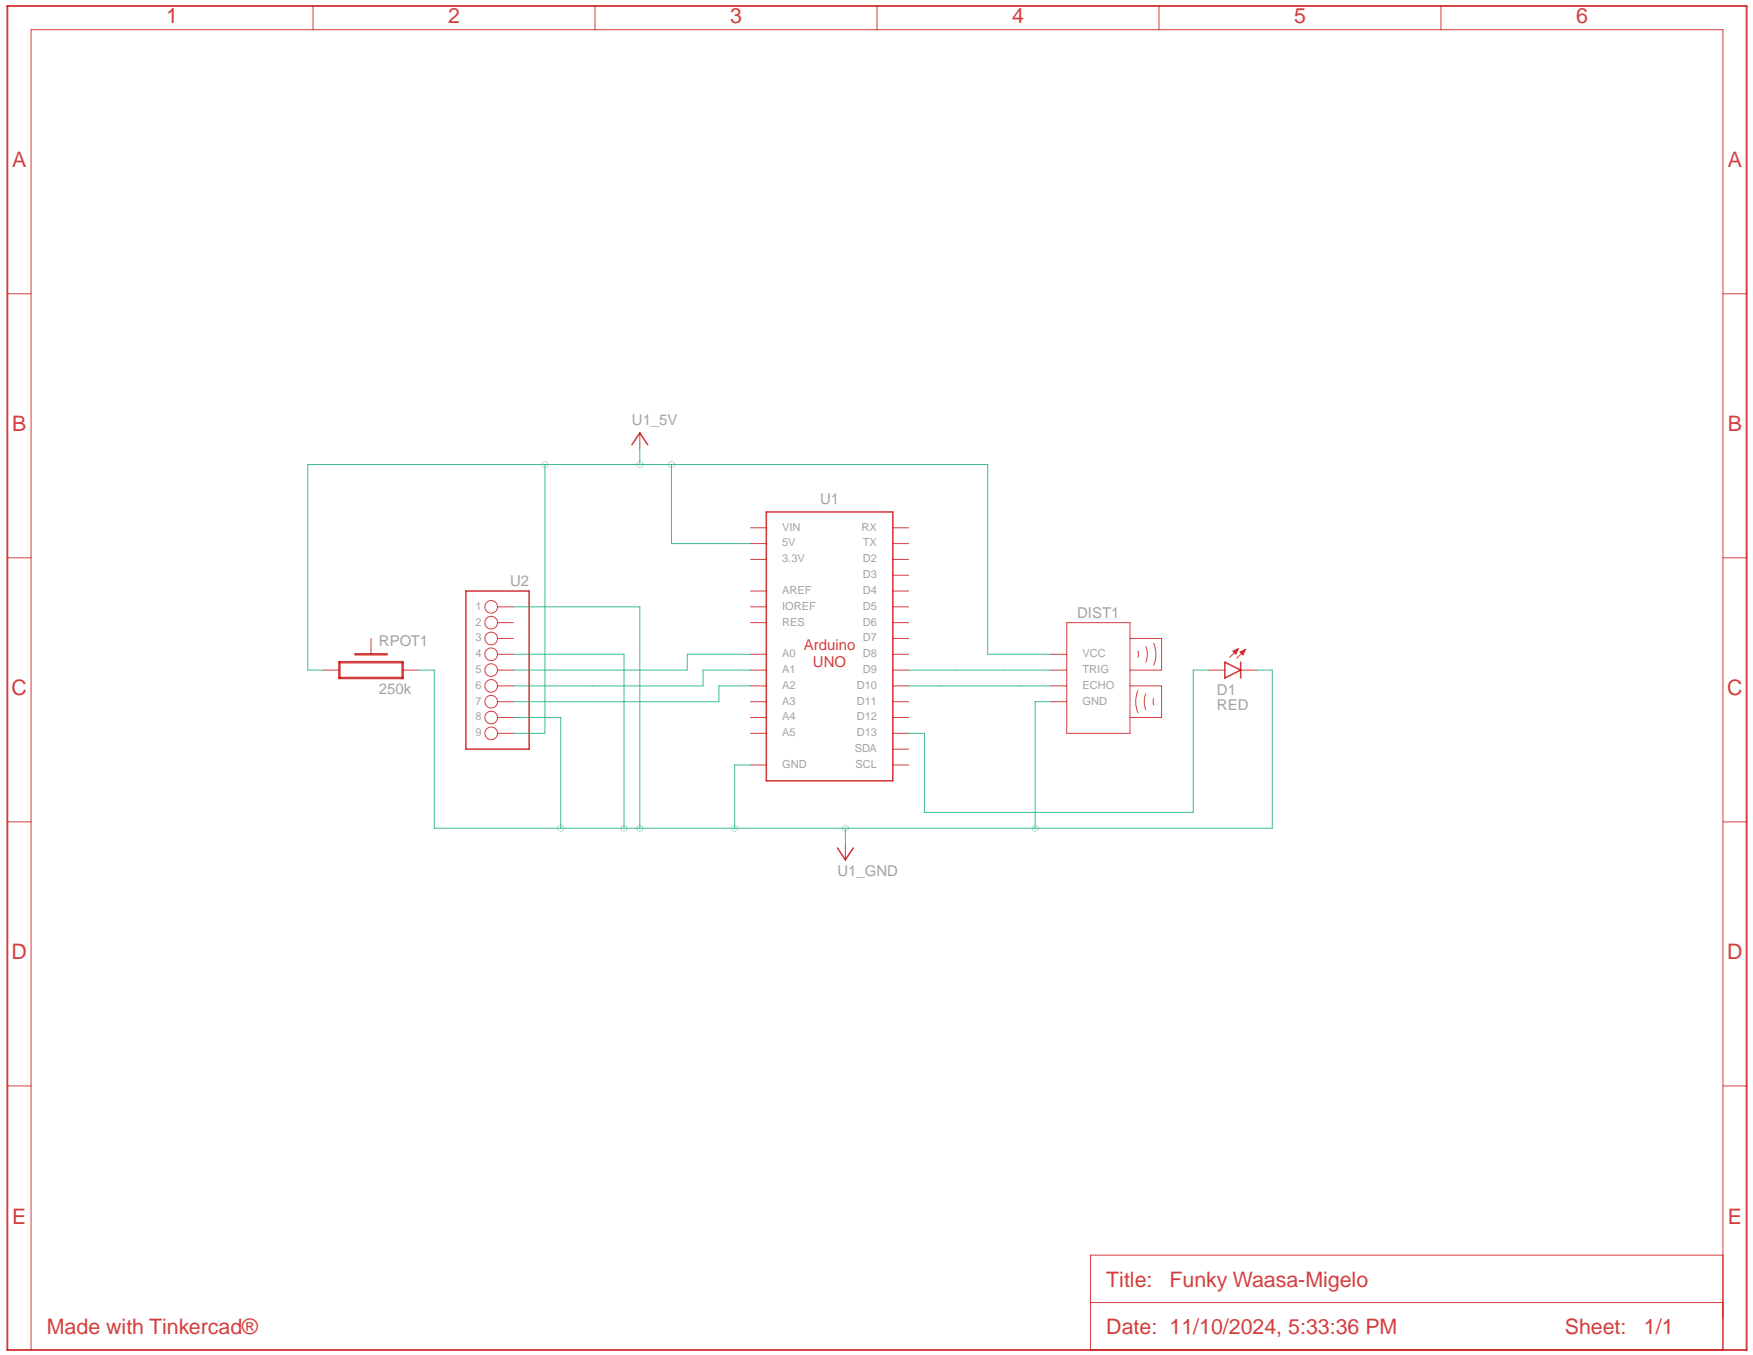 1 2 3 4 5 6
A A
B B
C C
D D
E E
U1_5V
U1
VIN RX
5V TX
3.3V D2
D3
AREF D4
IOREF D5
RES D6
D7
Arduino
UNO
A0 D8
A1 D9
A2 D10
A3 D11
A4 D12
A5 D13
SDA
GND SCL
U2
1
2
3
4
5
6
7
8
9
RPOT1
250k
DIST1
VCC
TRIG
ECHO
GND
D1
RED
U1_GND
Title: Funky Waasa-Migelo
Date: 11/10/2024, 5:33:36 PM Sheet: 1/1
Made with Tinkercad®